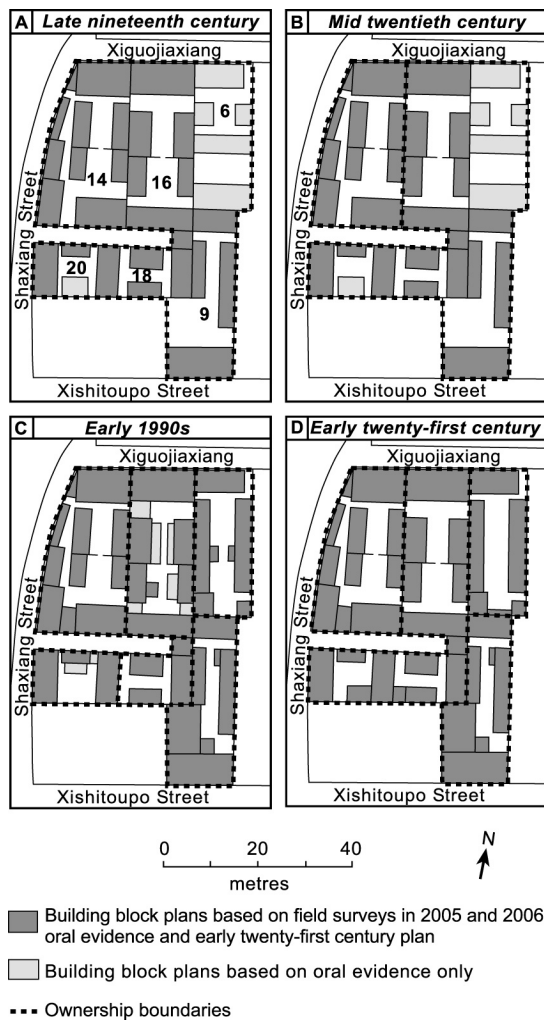 A Late nineteenth century
Xiguojiaxiang
6
14
16
Shaxiang Street
20
18
9
Xishitoupo Street
B Mid twentieth century
Xiguojiaxiang
Shaxiang Street
Xishitoupo Street
C Early 1990s
Xiguojiaxiang
Shaxiang Street
Xishitoupo Street
D Early twenty-first century
Xiguojiaxiang
Shaxiang Street
Xishitoupo Street
0 20 40
metres
N
Building block plans based on field surveys in 2005 and 2006
oral evidence and early twenty-first century plan
Building block plans based on oral evidence only
Ownership boundaries